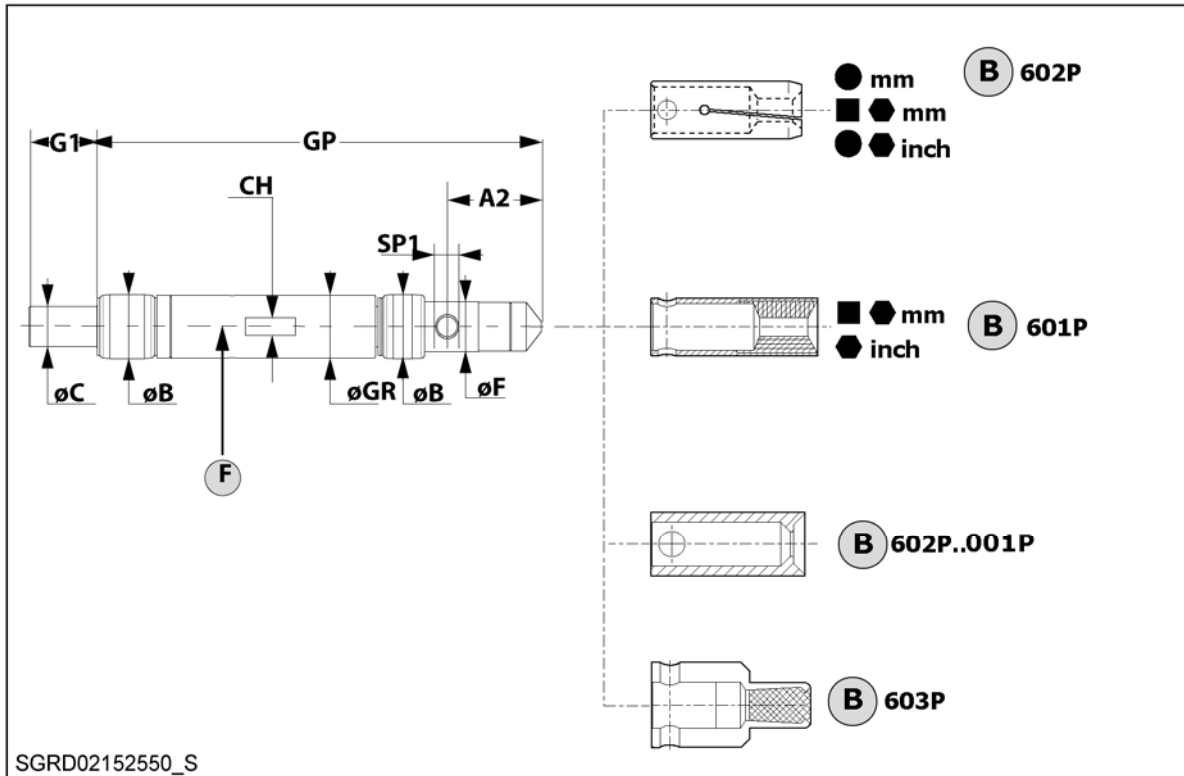 B 602P
mm
mm
inch
G1
GP
CH
A2
SP1
øC
øB
øGR
øB
øF
F
mm
inch
B 601P
B 602P..001P
B 603P
SGRD02152550_S